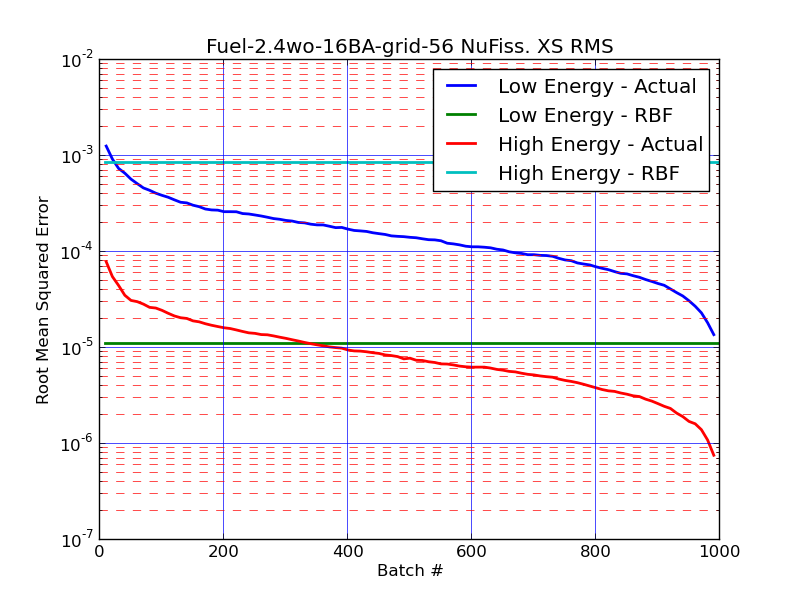 Fuel-2.4wo-16BA-grid-56 NuFiss. XS RMS
Root Mean Squared Error
10^-2
10^-3
10^-4
10^-5
10^-6
10^-7
Low Energy - Actual
Low Energy - RBF
High Energy - Actual
High Energy - RBF
0 200 400 600 800 1000
Batch #